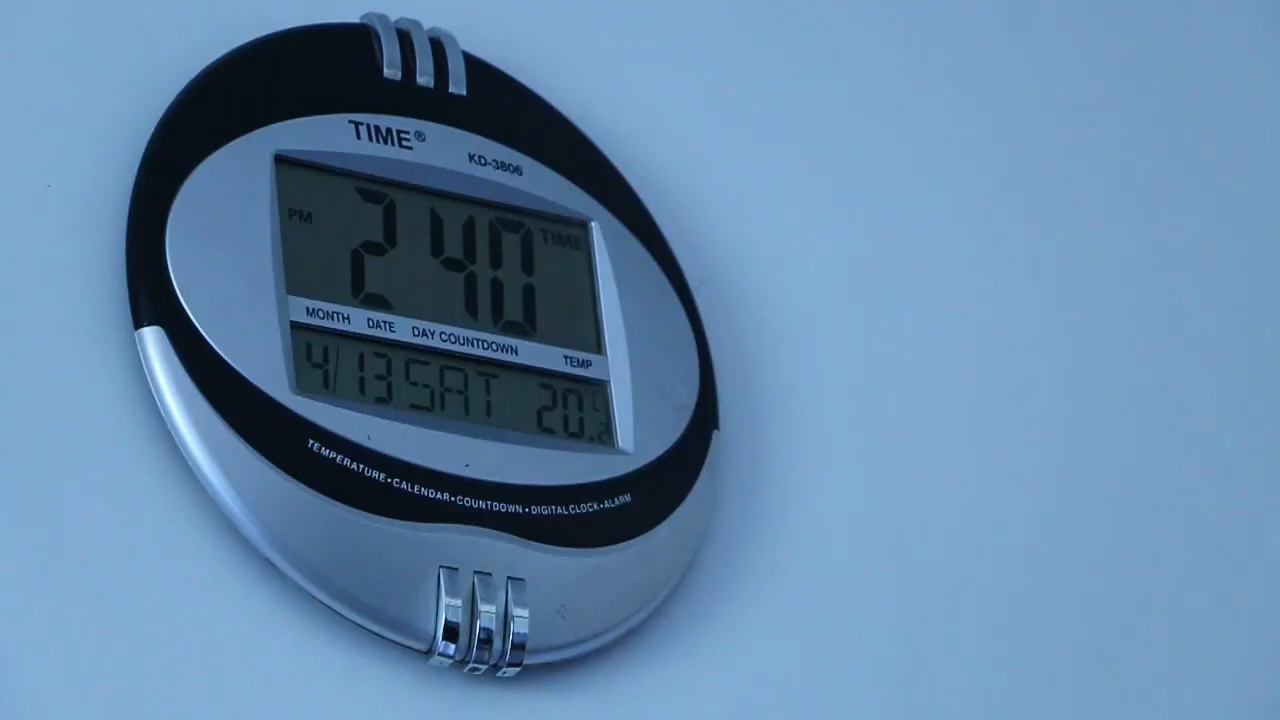 TIME®
KD-3806
PM 2 40 TIME
MONTH DATE DAY COUNTDOWN TEMP
4/13 SAT 20.2
TEMPERATURE•CALENDAR•COUNTDOWN•DIGITAL CLOCK•ALARM